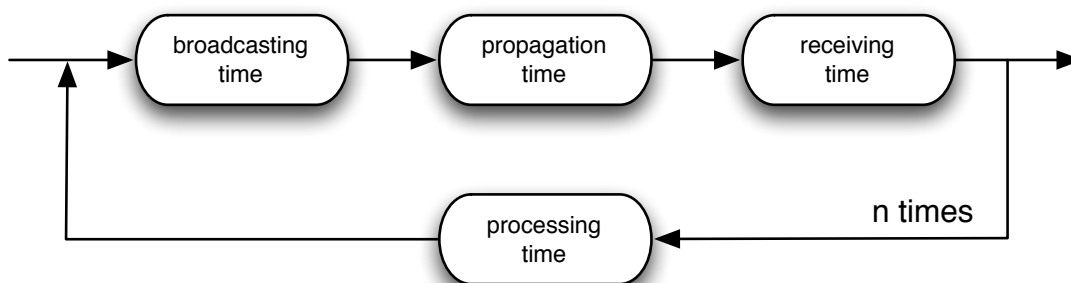 broadcasting
time
propagation
time
receiving
time
n times
processing
time